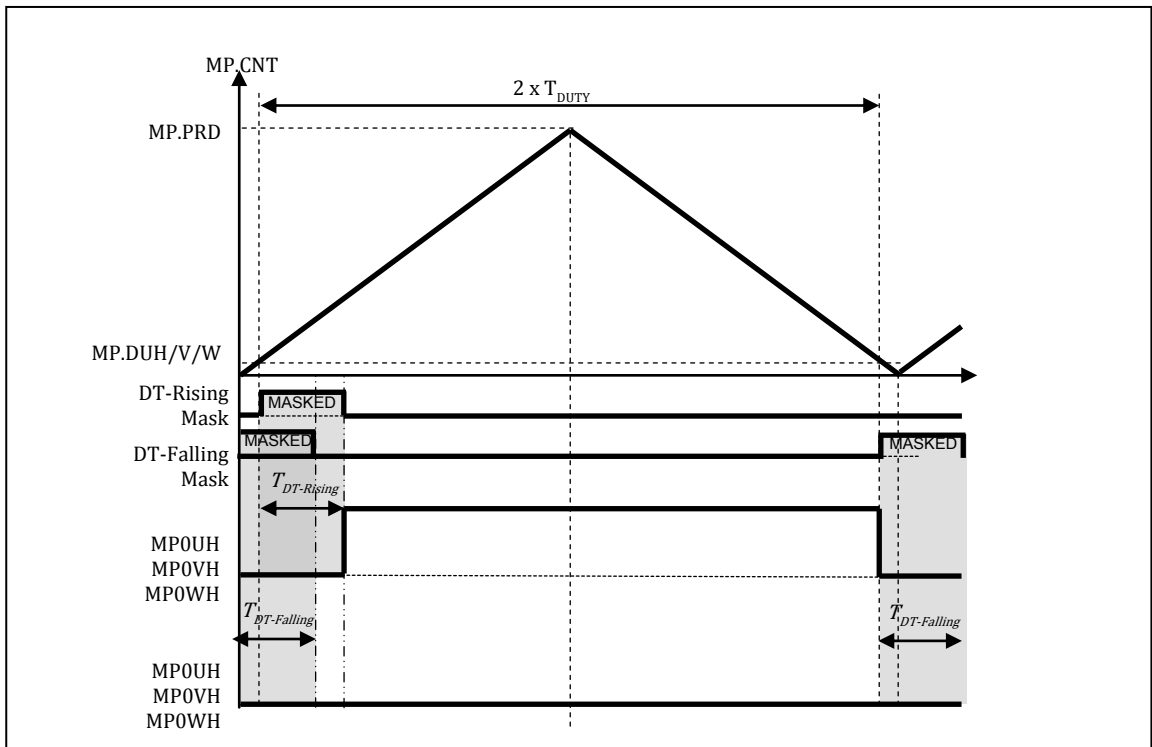 MP.CNT
2 x T_DUTY
MP.PRD
MP.DUH/V/W
DT-Rising
Mask
MASKED
DT-Falling
Mask
MASKED
MASKED
T_DT-Rising
MP0UH
MP0VH
MP0WH
T_DT-Falling
T_DT-Falling
MP0UH
MP0VH
MP0WH